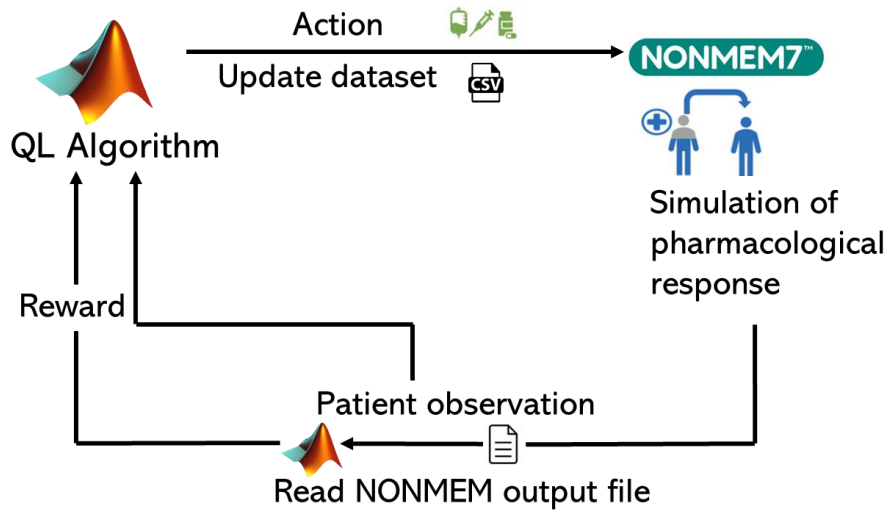 Action
Update dataset
CSV
NONMEM7™
QL Algorithm
Simulation of
pharmacological
response
Reward
Patient observation
Read NONMEM output file